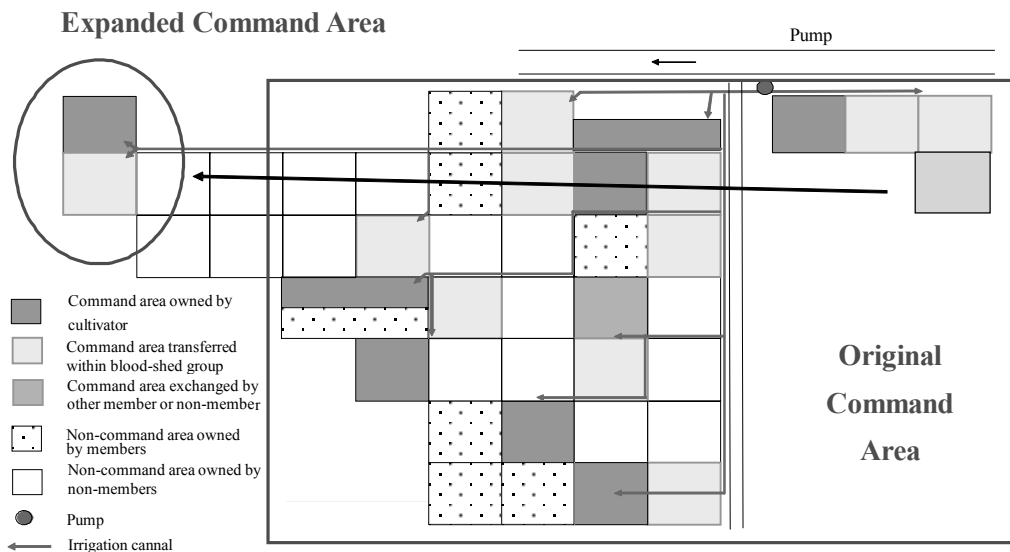 Expanded Command Area
Pump
Command area owned by
cultivator
Command area transferred
within blood-shed group
Command area exchanged by
other member or non-member
Non-command area owned
by members
Non-command area owned by
non-members
Pump
Irrigation cannal
Original
Command
Area